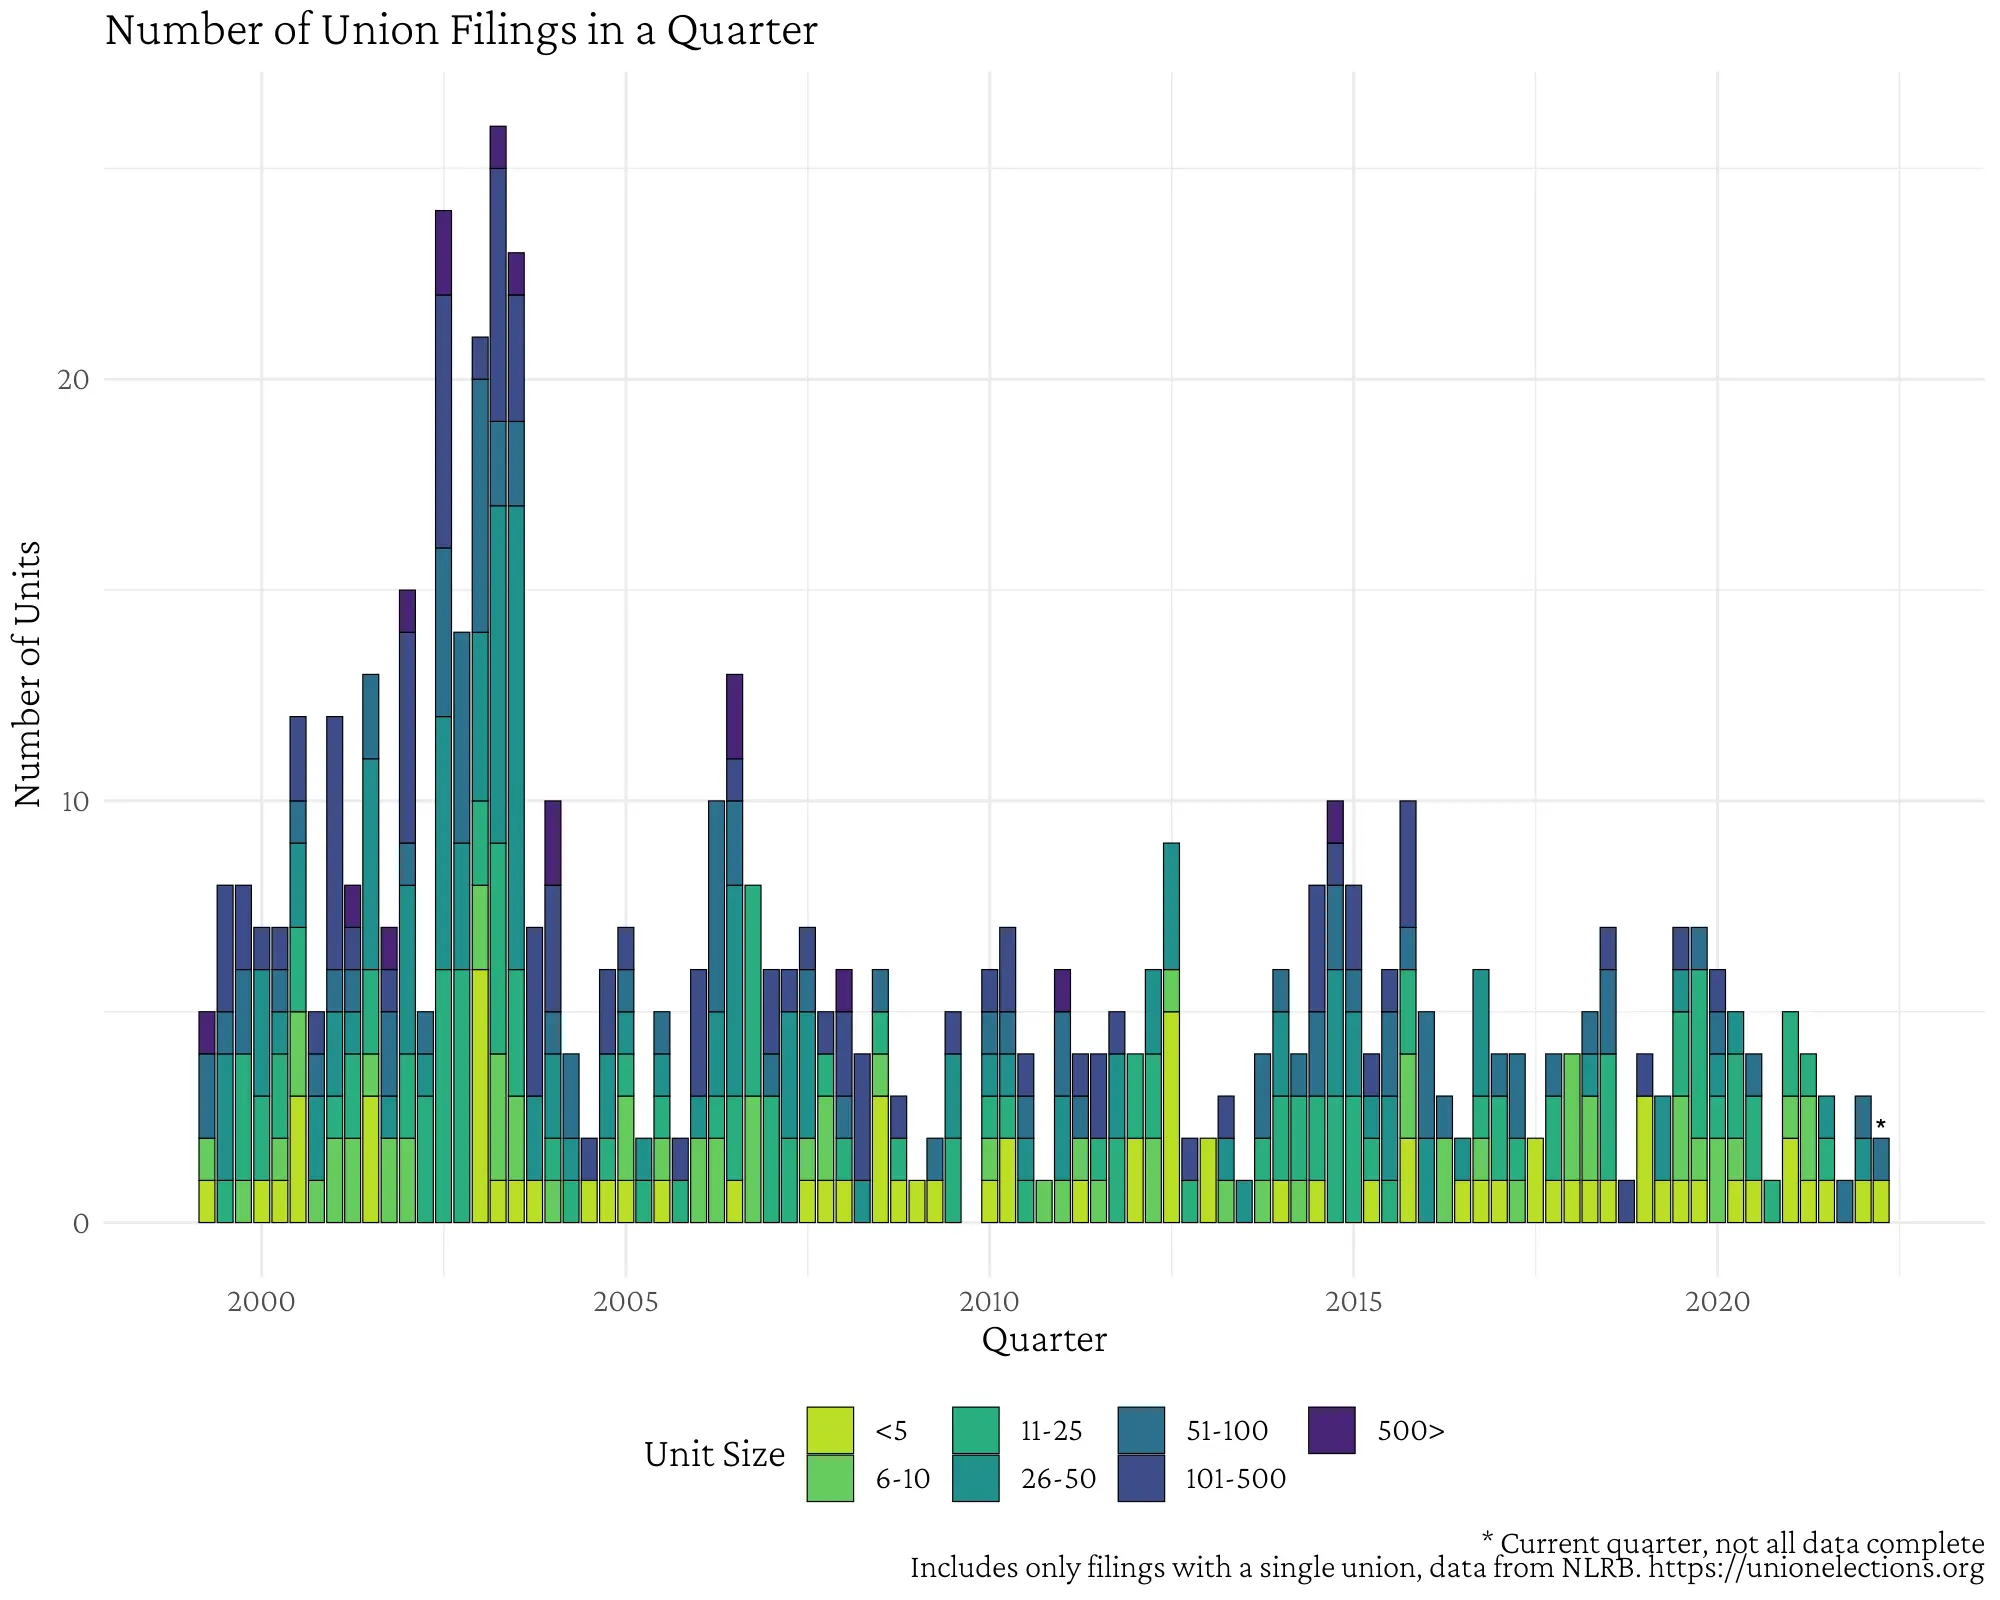 Number of Union Filings in a Quarter
Number of Units
20
10
0
*
2000 2005 2010 2015 2020
Quarter
Unit Size
<5 11-25 51-100 500>
6-10 26-50 101-500
* Current quarter, not all data complete
Includes only filings with a single union, data from NLRB. https://unionelections.org